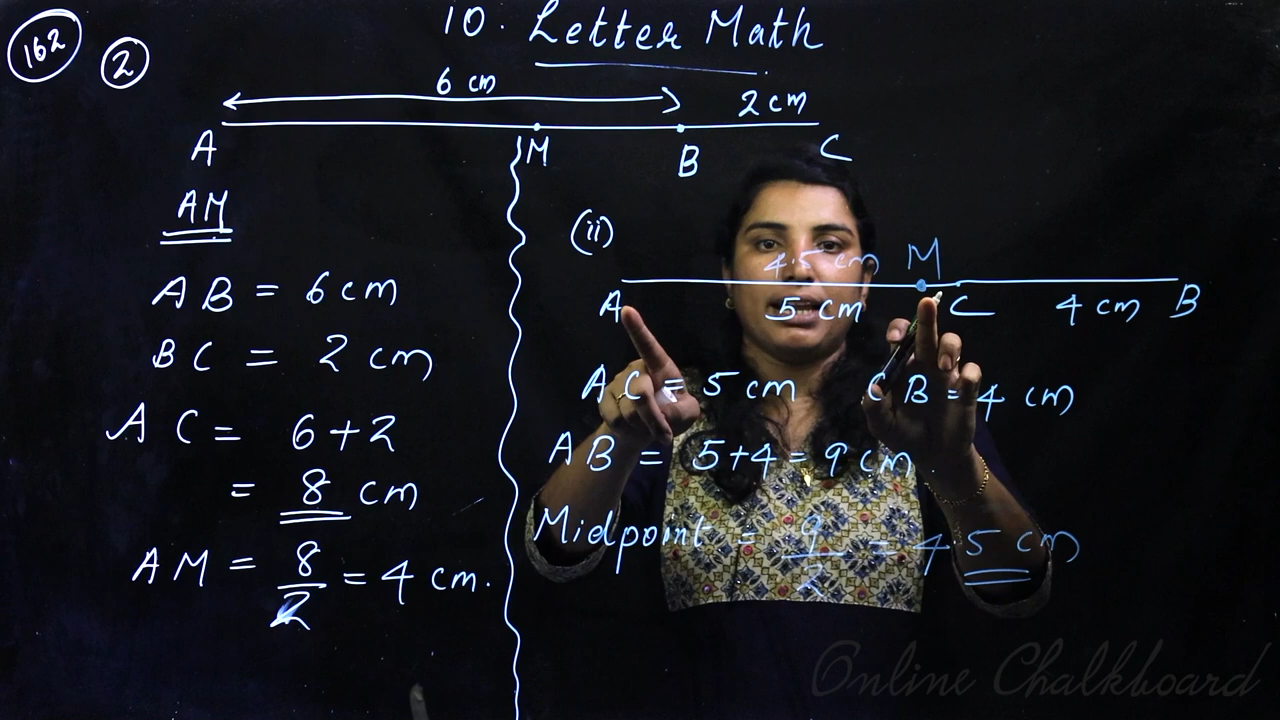 162
2
10. Letter Math
6 cm
2 cm
A M B C
AM
AB = 6 cm
BC = 2 cm
AC = 6+2
= 8 cm
AM = 8/2 = 4 cm.
(ii)
4.5 cm M
A 5 cm C 4 cm B
AC = 5 cm CB = 4 cm
AB = 5+4 = 9 cm
Midpoint = 9/2 = 4.5 cm
Online Chalkboard